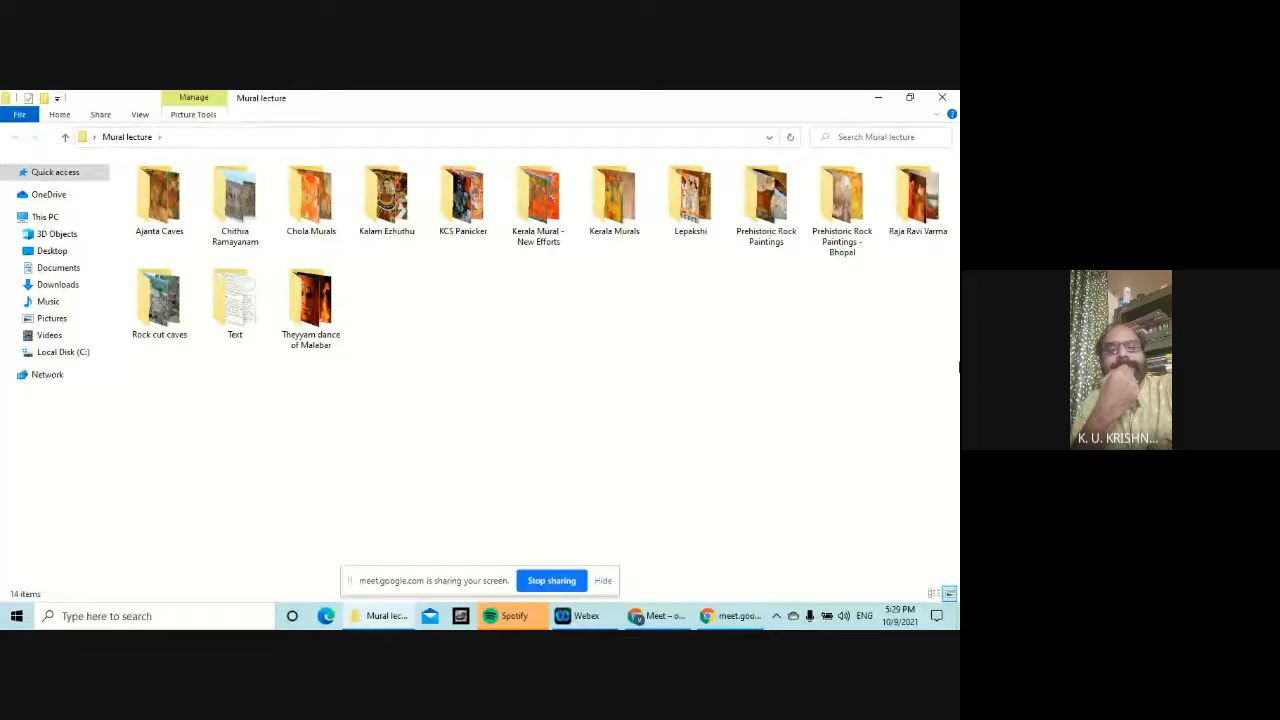 Manage
Mural lecture
File
Home
Share
View
Picture Tools
Mural lecture
Search Mural lecture
Quick access
OneDrive
This PC
3D Objects
Desktop
Documents
Downloads
Music
Pictures
Videos
Local Disk (C:)
Network
Ajanta Caves
Chithra
Ramayanam
Chola Murals
Kalam Ezhuthu
KCS Panicker
Kerala Mural -
New Efforts
Kerala Murals
Lepakshi
Prehistoric Rock
Paintings
Prehistoric Rock
Paintings -
Bhopal
Raja Ravi Varma
Rock cut caves
Text
Theyyam dance
of Malabar
K. U. KRISHN...
meet.google.com is sharing your screen.
Stop sharing
Hide
14 items
Type here to search
Mural lec...
Spotify
Webex
Meet – o...
meet.goo...
ENG
5:29 PM
10/9/2021